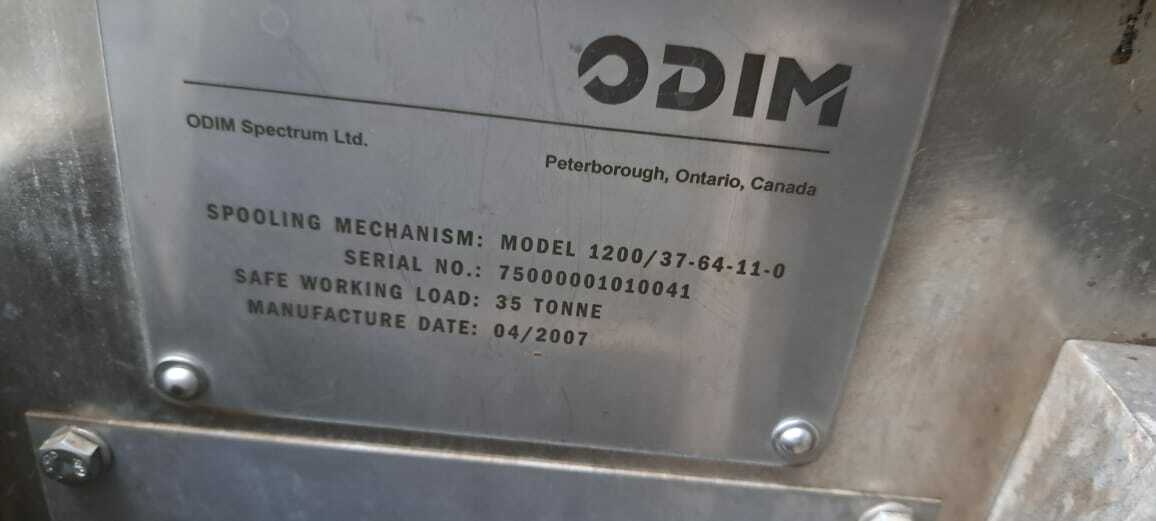 ODIM
ODIM Spectrum Ltd.
Peterborough, Ontario, Canada
SPOOLING MECHANISM: MODEL 1200/37-64-11-0
SERIAL NO.: 75000001010041
SAFE WORKING LOAD: 35 TONNE
MANUFACTURE DATE: 04/2007